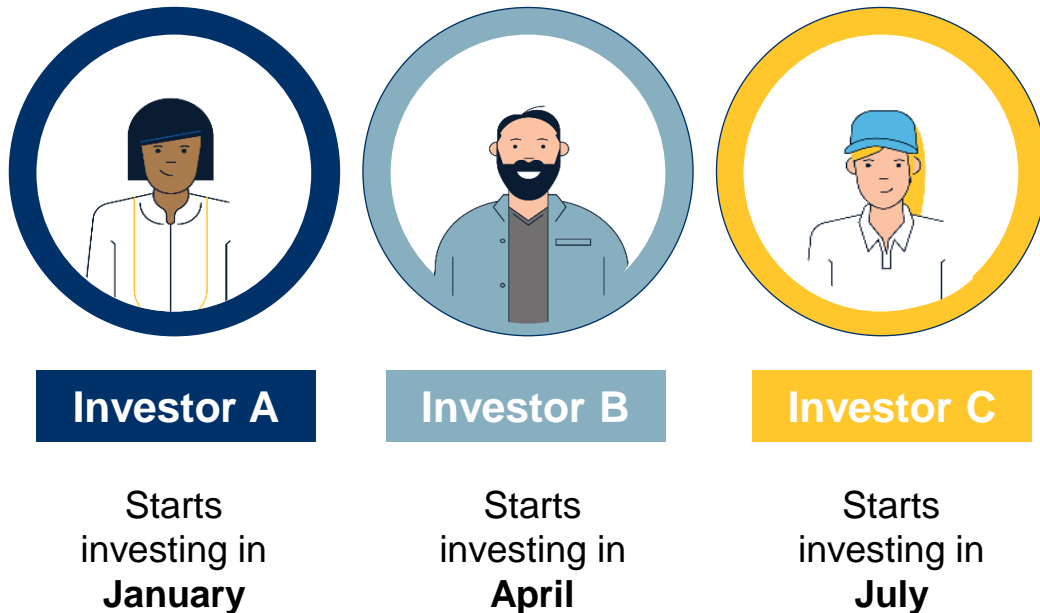 Investor A
Investor B
Investor C
Starts
investing in
January
Starts
investing in
April
Starts
investing in
July